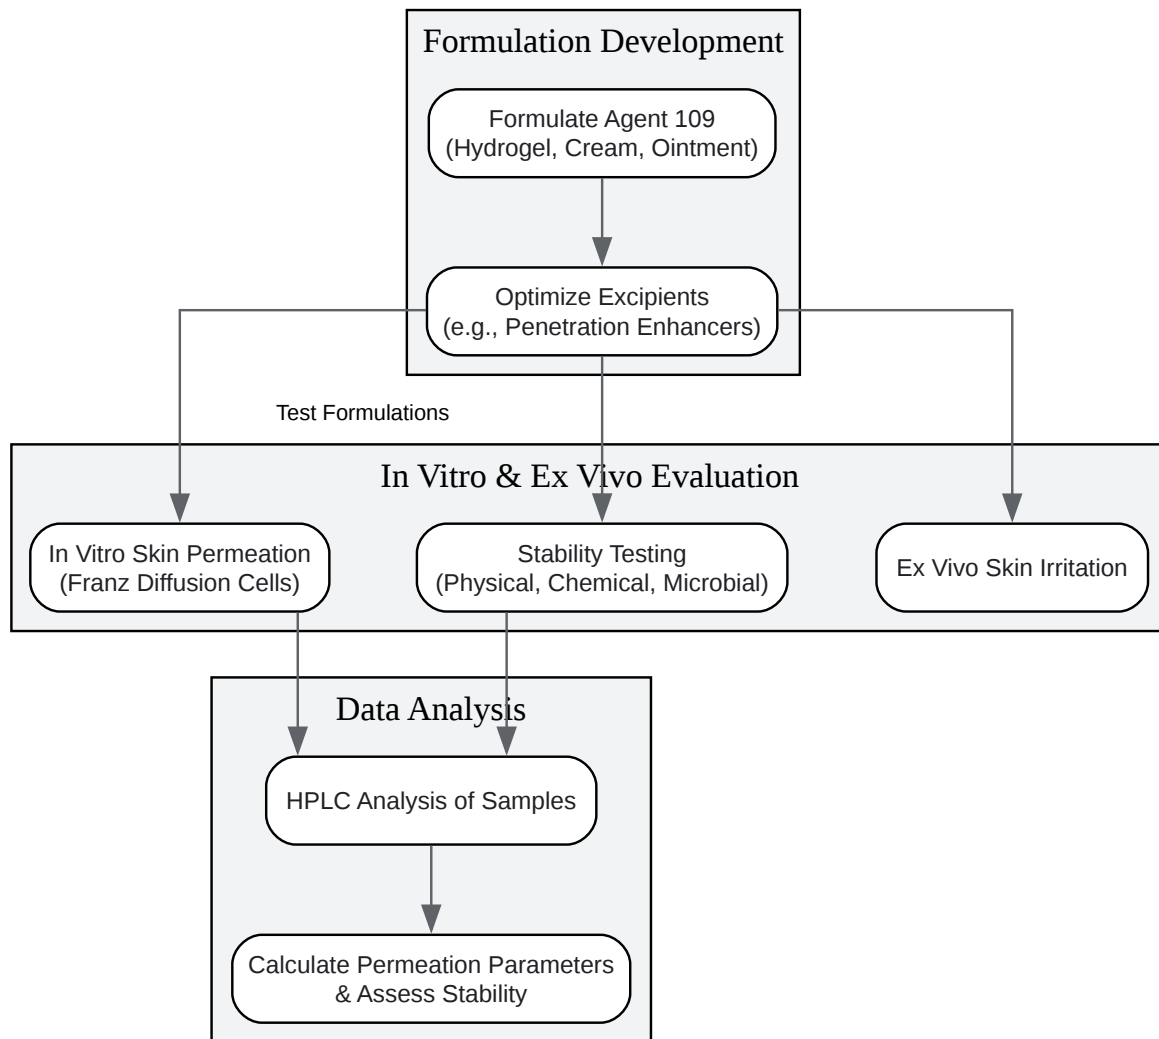 Formulation Development
Formulate Agent 109
(Hydrogel, Cream, Ointment)
Optimize Excipients
(e.g., Penetration Enhancers)
Test Formulations
In Vitro & Ex Vivo Evaluation
In Vitro Skin Permeation
(Franz Diffusion Cells)
Stability Testing
(Physical, Chemical, Microbial)
Ex Vivo Skin Irritation
Data Analysis
HPLC Analysis of Samples
Calculate Permeation Parameters
& Assess Stability